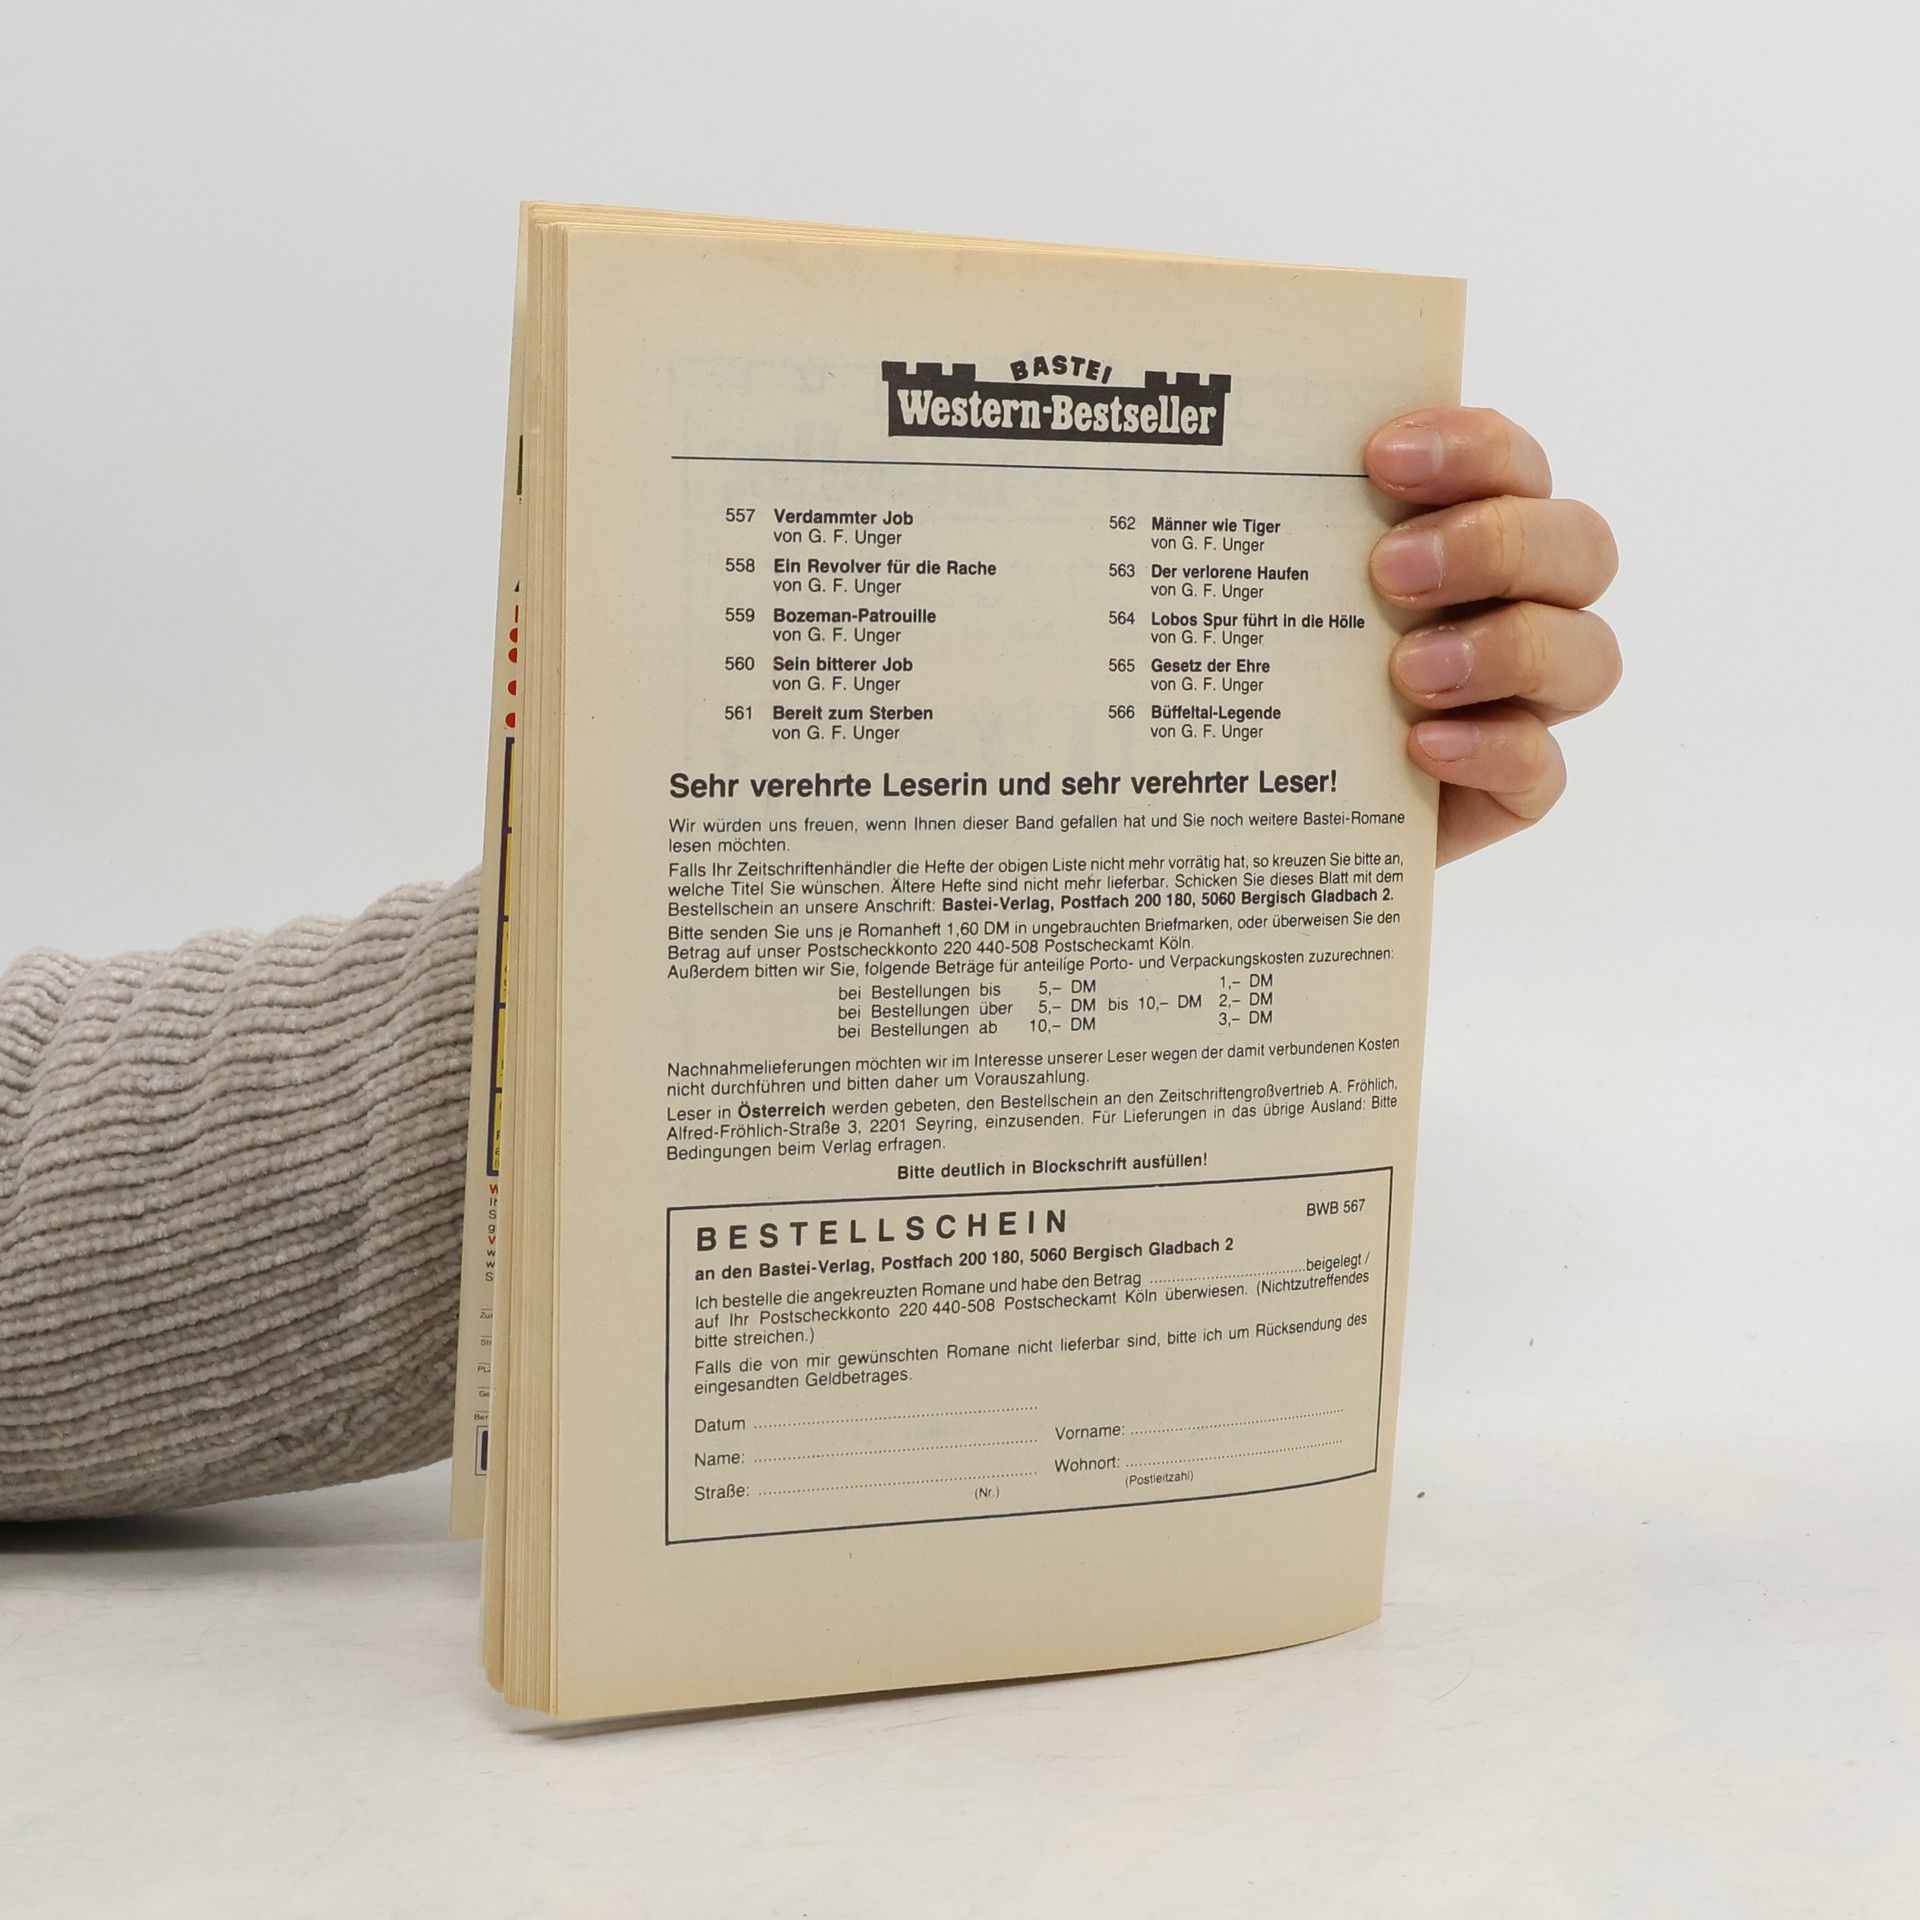 BASTEI
Western-Bestseller
557 Verdammter Job
von G. F. Unger
558 Ein Revolver für die Rache
von G. F. Unger
559 Bozeman-Patrouille
von G. F. Unger
560 Sein bitterer Job
von G. F. Unger
561 Bereit zum Sterben
von G. F. Unger
562 Männer wie Tiger
von G. F. Unger
563 Der verlorene Haufen
von G. F. Unger
564 Lobos Spur führt in die Hölle
von G. F. Unger
565 Gesetz der Ehre
von G. F. Unger
566 Büffeltal-Legende
von G. F. Unger
Sehr verehrte Leserin und sehr verehrter Leser!
Wir würden uns freuen, wenn Ihnen dieser Band gefallen hat und Sie noch weitere Bastei-Romane
lesen möchten.
Falls Ihr Zeitschriftenhändler die Hefte der obigen Liste nicht mehr vorrätig hat, so kreuzen Sie bitte an,
welche Titel Sie wünschen. Ältere Hefte sind nicht mehr lieferbar. Schicken Sie dieses Blatt mit dem
Bestellschein an unsere Anschrift: Bastei-Verlag, Postfach 200 180, 5060 Bergisch Gladbach 2.
Bitte senden Sie uns je Romanheft 1,60 DM in ungebrauchten Briefmarken, oder überweisen Sie den
Betrag auf unser Postscheckkonto 220 440-508 Postscheckamt Köln.
Außerdem bitten wir Sie, folgende Beträge für anteilige Porto- und Verpackungskosten zuzurechnen:
bei Bestellungen bis 5,– DM 1,– DM
bei Bestellungen über 5,– DM bis 10,– DM 2,– DM
bei Bestellungen ab 10,– DM 3,– DM
Nachnahmelieferungen möchten wir im Interesse unserer Leser wegen der damit verbundenen Kosten
nicht durchführen und bitten daher um Vorauszahlung.
Leser in Österreich werden gebeten, den Bestellschein an den Zeitschriftengroßvertrieb A. Fröhlich,
Alfred-Fröhlich-Straße 3, 2201 Seyring, einzusenden. Für Lieferungen in das übrige Ausland: Bitte
Bedingungen beim Verlag erfragen.
Bitte deutlich in Blockschrift ausfüllen!
BESTELLSCHEIN BWB 567
an den Bastei-Verlag, Postfach 200 180, 5060 Bergisch Gladbach 2
Ich bestelle die angekreuzten Romane und habe den Betrag ........................ beigelegt /
auf Ihr Postscheckkonto 220 440-508 Postscheckamt Köln überwiesen. (Nichtzutreffendes
bitte streichen.)
Falls die von mir gewünschten Romane nicht lieferbar sind, bitte ich um Rücksendung des
eingesandten Geldbetrages.
Datum
Name: Vorname:
Straße: Wohnort:
(Nr.) (Postleitzahl)